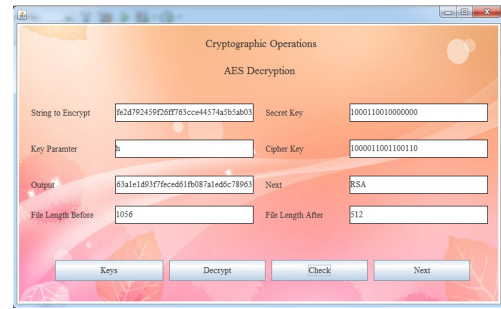 Cryptographic Operations
AES Decryption
String to Encrypt fe2d792459f26ff763cce44574a5b5ab03 Secret Key 1000110010000000
Key Paramter h Cipher Key 1000011001100110
Output 63a1e1d93f7feced61fb087a1ed6c78963 Next RSA
File Length Before 1056 File Length After 512
Keys Decrypt Check Next